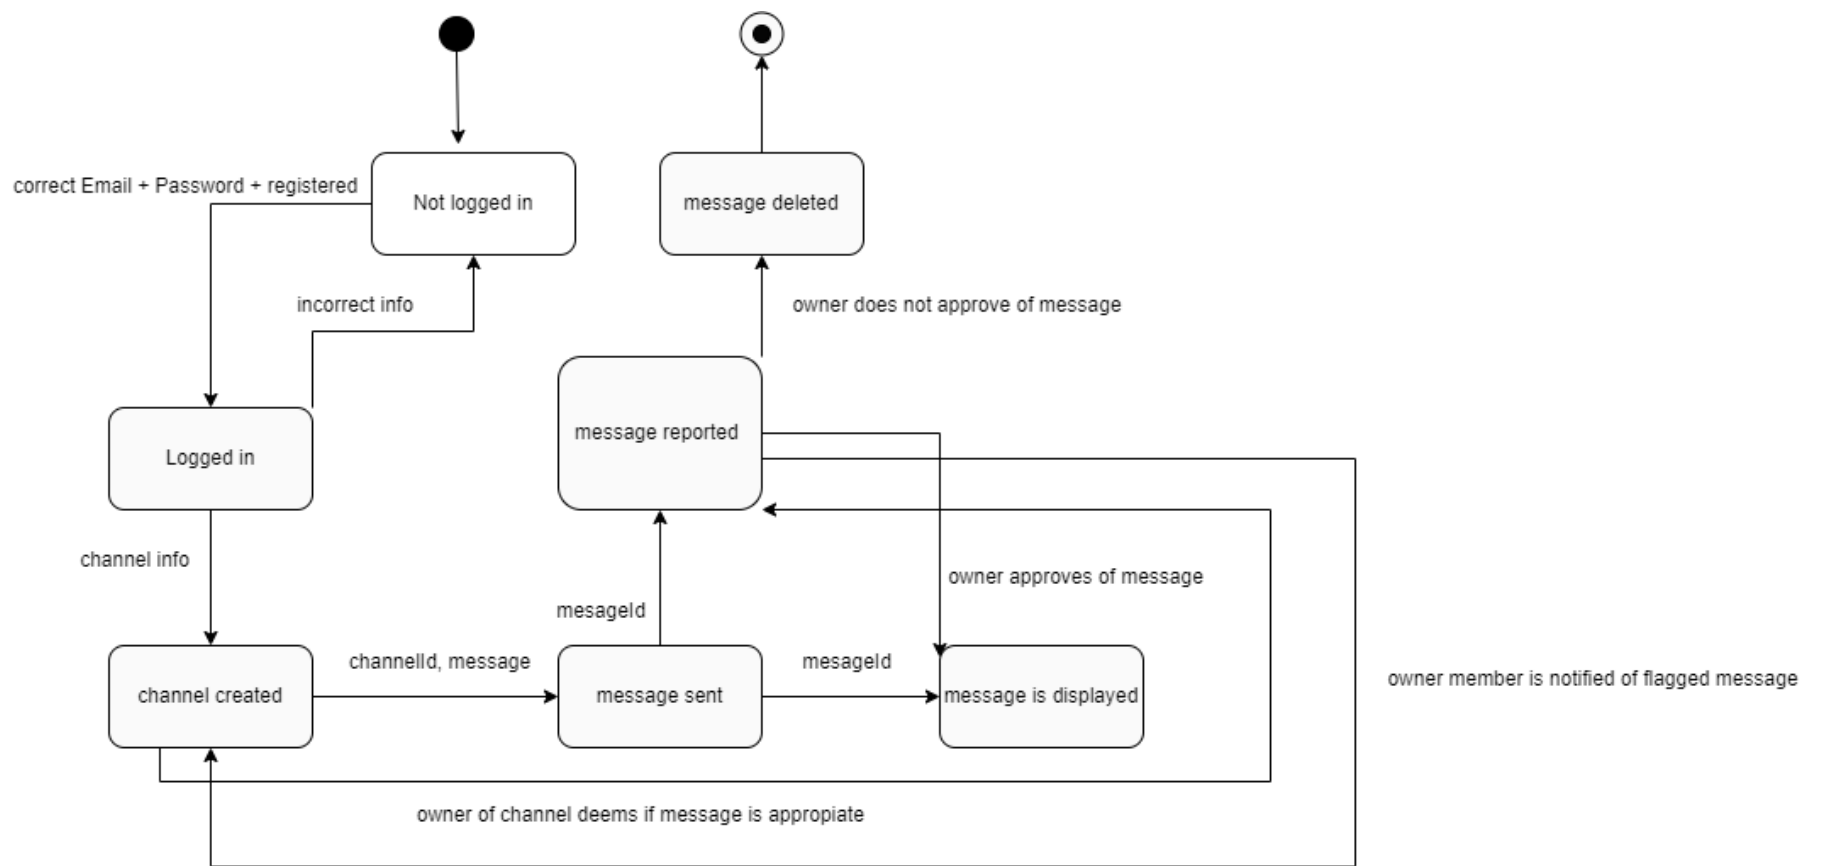 correct Email + Password + registered
Not logged in
message deleted
incorrect info
owner does not approve of message
message reported
Logged in
channel info
owner approves of message
mesageId
channelId, message
mesageId
owner member is notified of flagged message
channel created
message sent
message is displayed
owner of channel deems if message is appropiate